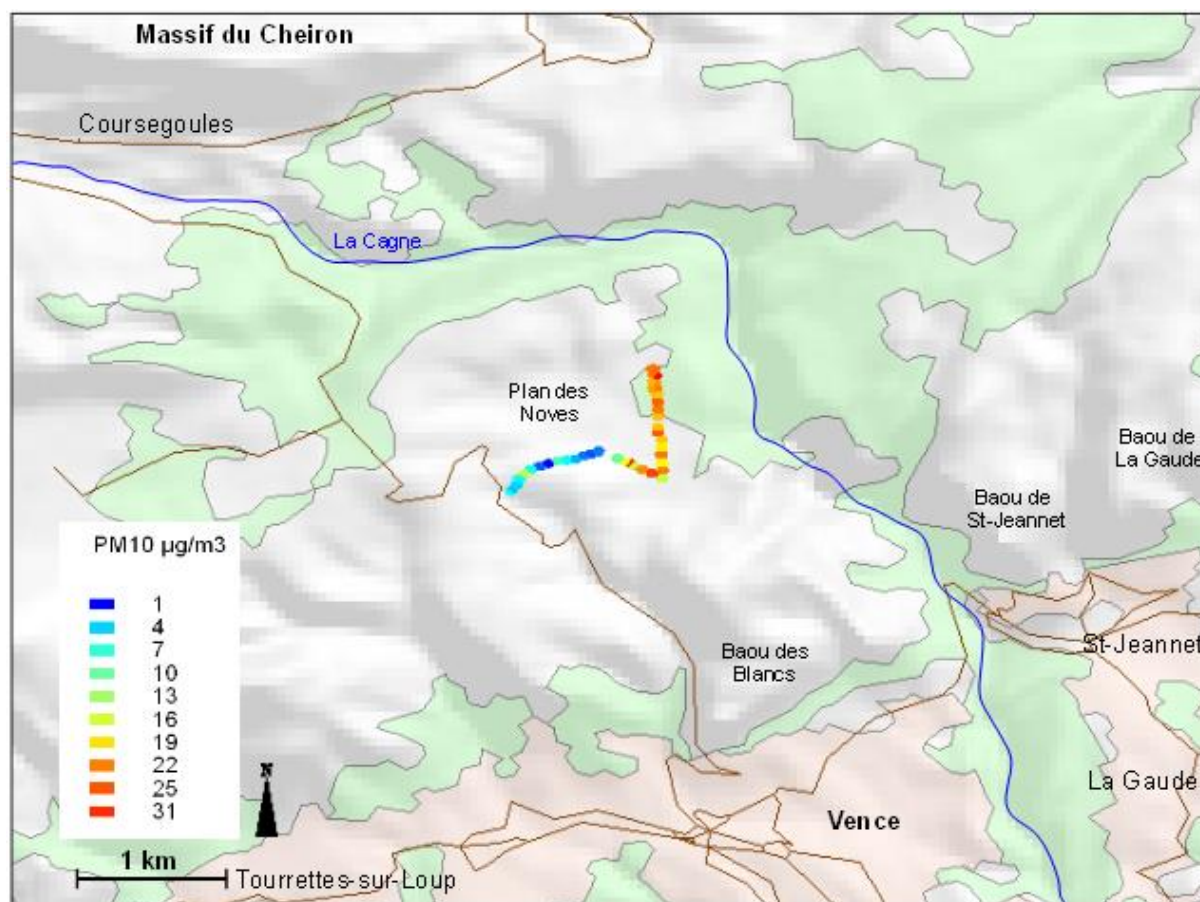 Massif du Cheiron
Coursegoules
La Cagne
Plan des
Noves
Baou de
La Gaude
Baou de
St-Jeannet
PM10 µg/m3
1
4
7
10
13
16
19
22
25
31
Baou des
Blancs
St-Jeannet
La Gaude
N
Vence
1 km
Tourrettes-sur-Loup